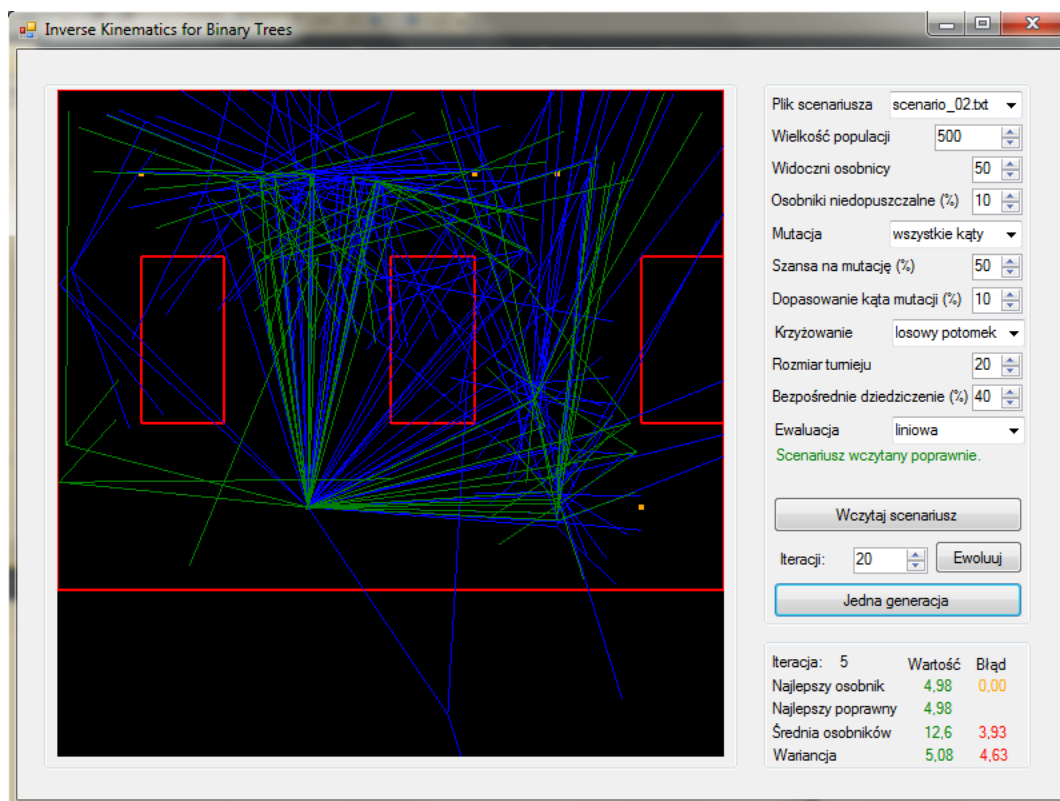 Inverse Kinematics for Binary Trees
Plik scenariusza scenario_02.txt
Wielkość populacji 500
Widoczni osobnicy 50
Osobniki niedopuszczalne (%) 10
Mutacja wszystkie kąty
Szansa na mutację (%) 50
Dopasowanie kąta mutacji (%) 10
Krzyżowanie losowy potomek
Rozmiar turnieju 20
Bezpośrednie dziedziczenie (%) 40
Ewaluacja liniowa
Scenariusz wczytany poprawnie.
Wczytaj scenariusz
Iteracji: 20 Ewoluuj
Jedna generacja
Iteracja: 5 Wartość Błąd
Najlepszy osobnik 4,98 0,00
Najlepszy poprawny 4,98
Średnia osobników 12,6 3,93
Wariancja 5,08 4,63